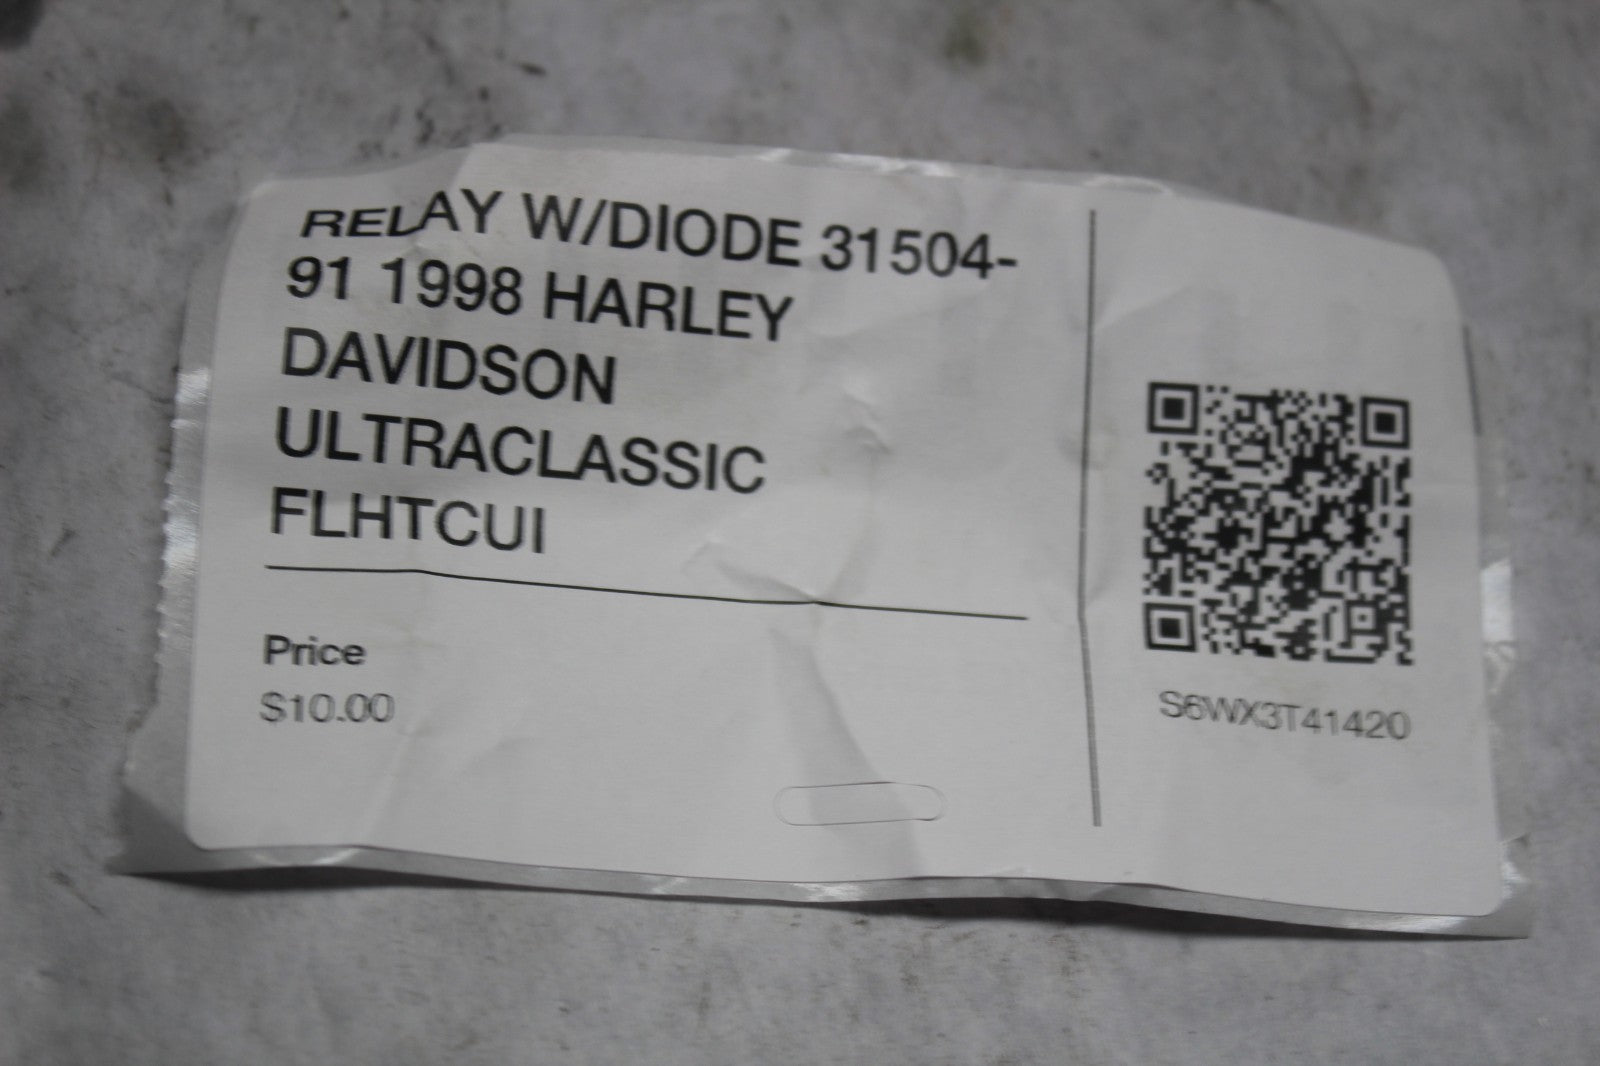 RELAY W/DIODE 31504-
91 1998 HARLEY
DAVIDSON
ULTRACLASSIC
FLHTCUI
Price
$10.00
S6WX3T41420